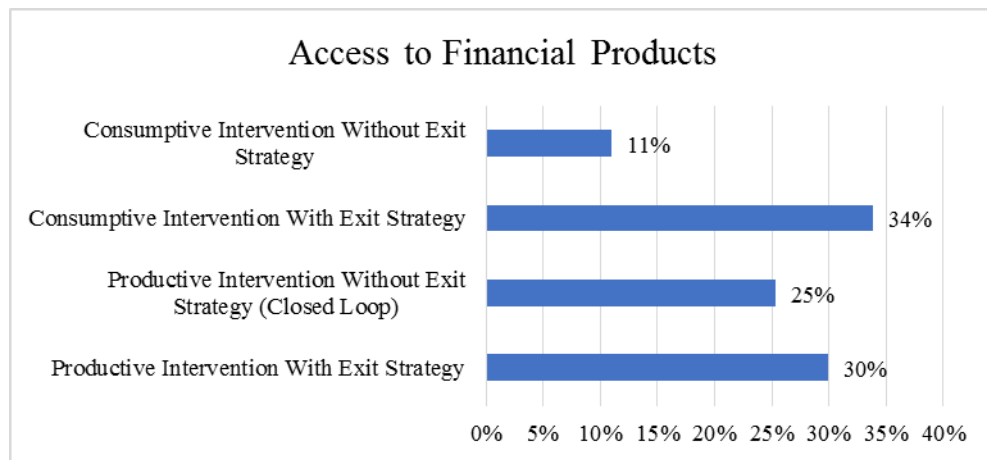 Access to Financial Products
Consumptive Intervention Without Exit
Strategy
11%
Consumptive Intervention With Exit Strategy
34%
Productive Intervention Without Exit
Strategy (Closed Loop)
25%
Productive Intervention With Exit Strategy
30%
0% 5% 10% 15% 20% 25% 30% 35% 40%